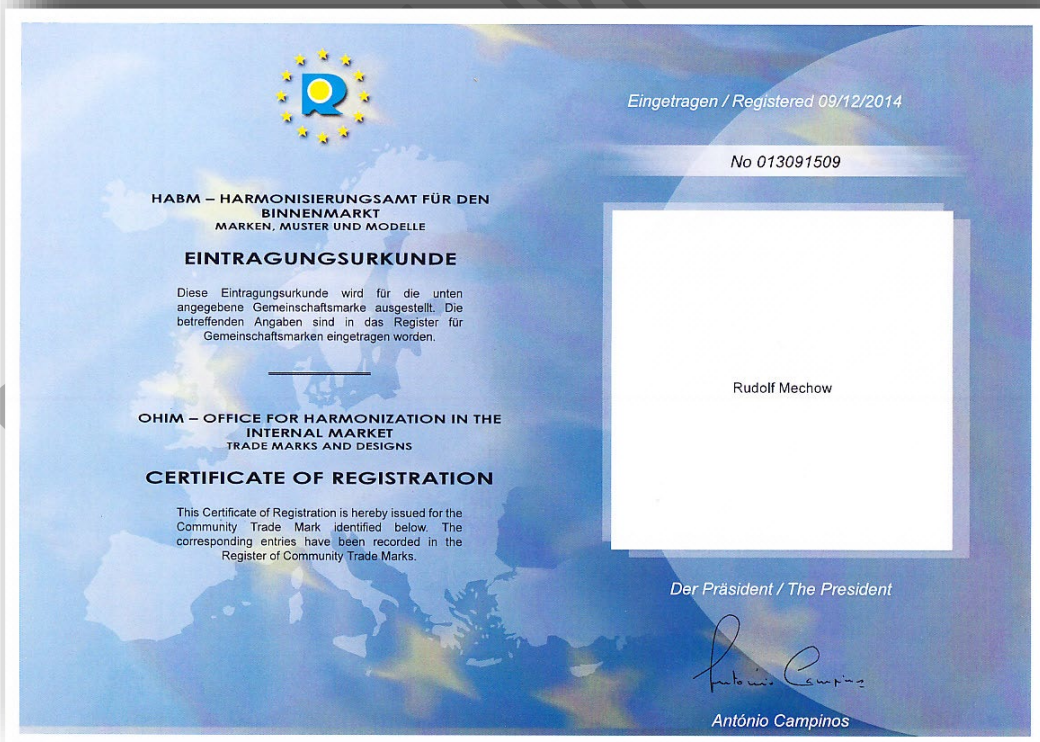 HABM – HARMONISIERUNGSAMT FÜR DEN
BINNENMARKT
MARKEN, MUSTER UND MODELLE
EINTRAGUNGSURKUNDE
Diese Eintragungsurkunde wird für die unten
angegebene Gemeinschaftsmarke ausgestellt. Die
betreffenden Angaben sind in das Register für
Gemeinschaftsmarken eingetragen worden.
OHIM – OFFICE FOR HARMONIZATION IN THE
INTERNAL MARKET
TRADE MARKS AND DESIGNS
CERTIFICATE OF REGISTRATION
This Certificate of Registration is hereby issued for the
Community Trade Mark identified below. The
corresponding entries have been recorded in the
Register of Community Trade Marks.
Eingetragen / Registered 09/12/2014
No 013091509
Rudolf Mechow
Der Präsident / The President
António Campinos
António Campinos